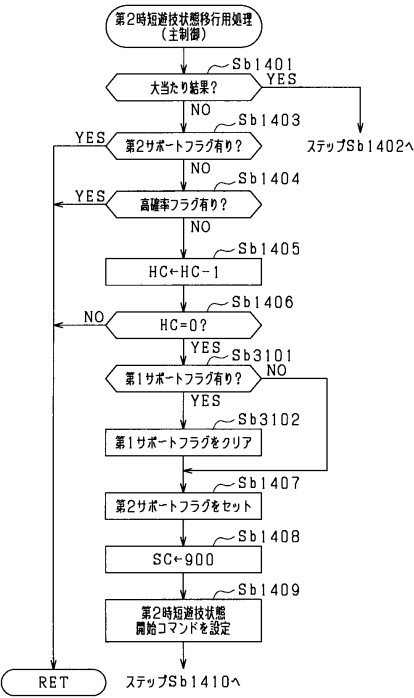 第2時短遊技状態移行用処理
(主制御)
Sb1401
大当たり結果?
YES
NO
Sb1403
YES
第2サポートフラグ有り?
ステップSb1402へ
NO
Sb1404
YES
高確率フラグ有り?
NO
Sb1405
HC←HC-1
Sb1406
NO
HC=0?
YES
Sb3101
NO
第1サポートフラグ有り?
YES
Sb3102
第1サポートフラグをクリア
Sb1407
第2サポートフラグをセット
Sb1408
SC←900
Sb1409
第2時短遊技状態
開始コマンドを設定
RET
ステップSb1410へ